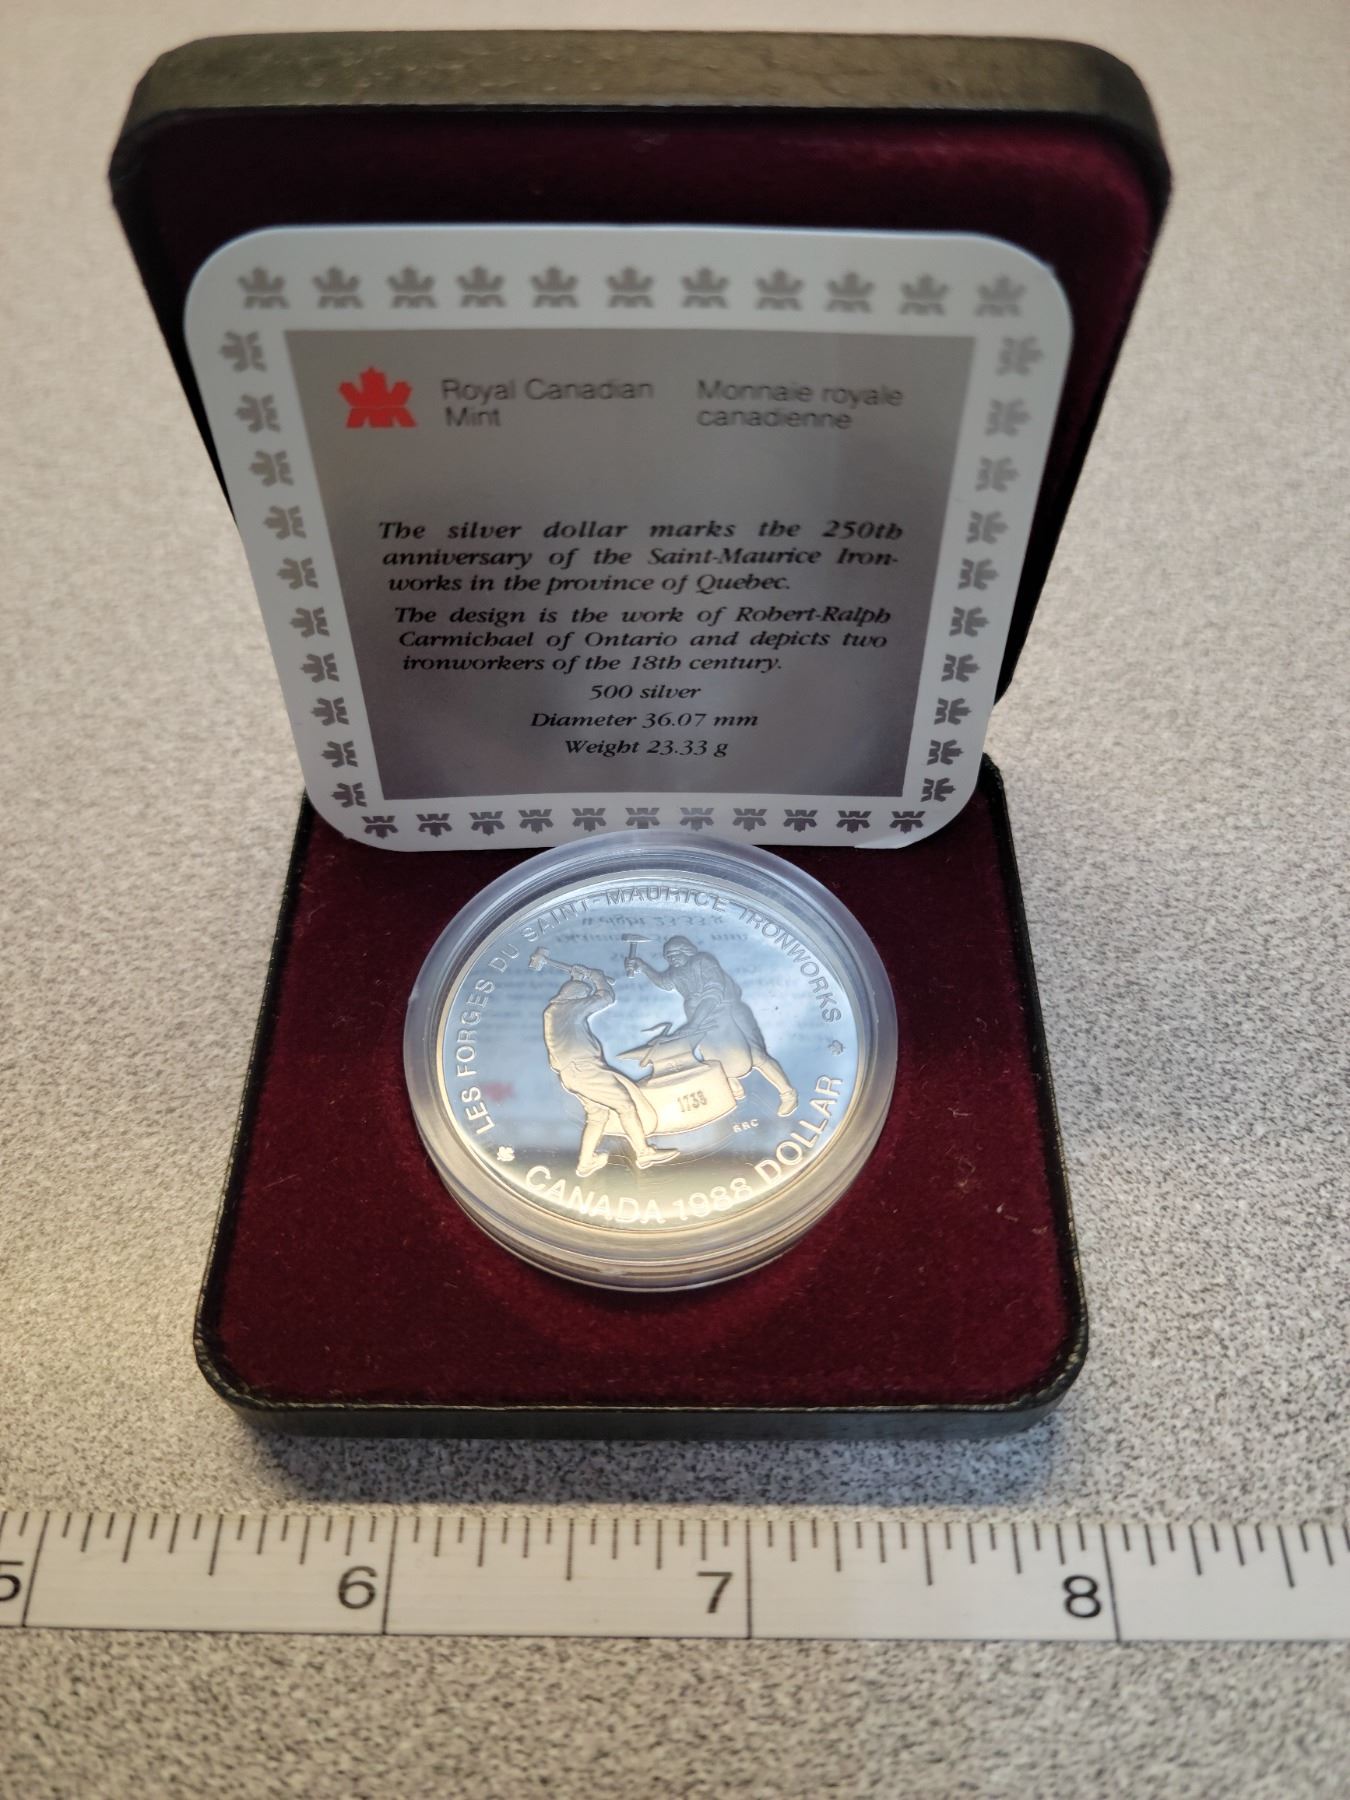 Royal Canadian
Mint
Monnaie royale
canadienne
The silver dollar marks the 250th
anniversary of the Saint-Maurice Iron-
works in the province of Quebec.
The design is the work of Robert-Ralph
Carmichael of Ontario and depicts two
ironworkers of the 18th century.
500 silver
Diameter 36.07 mm
Weight 23.33 g
LES FORGES DU SAINT-MAURICE IRONWORKS
1738
RRC
CANADA 1988 DOLLAR
5 6 7 8